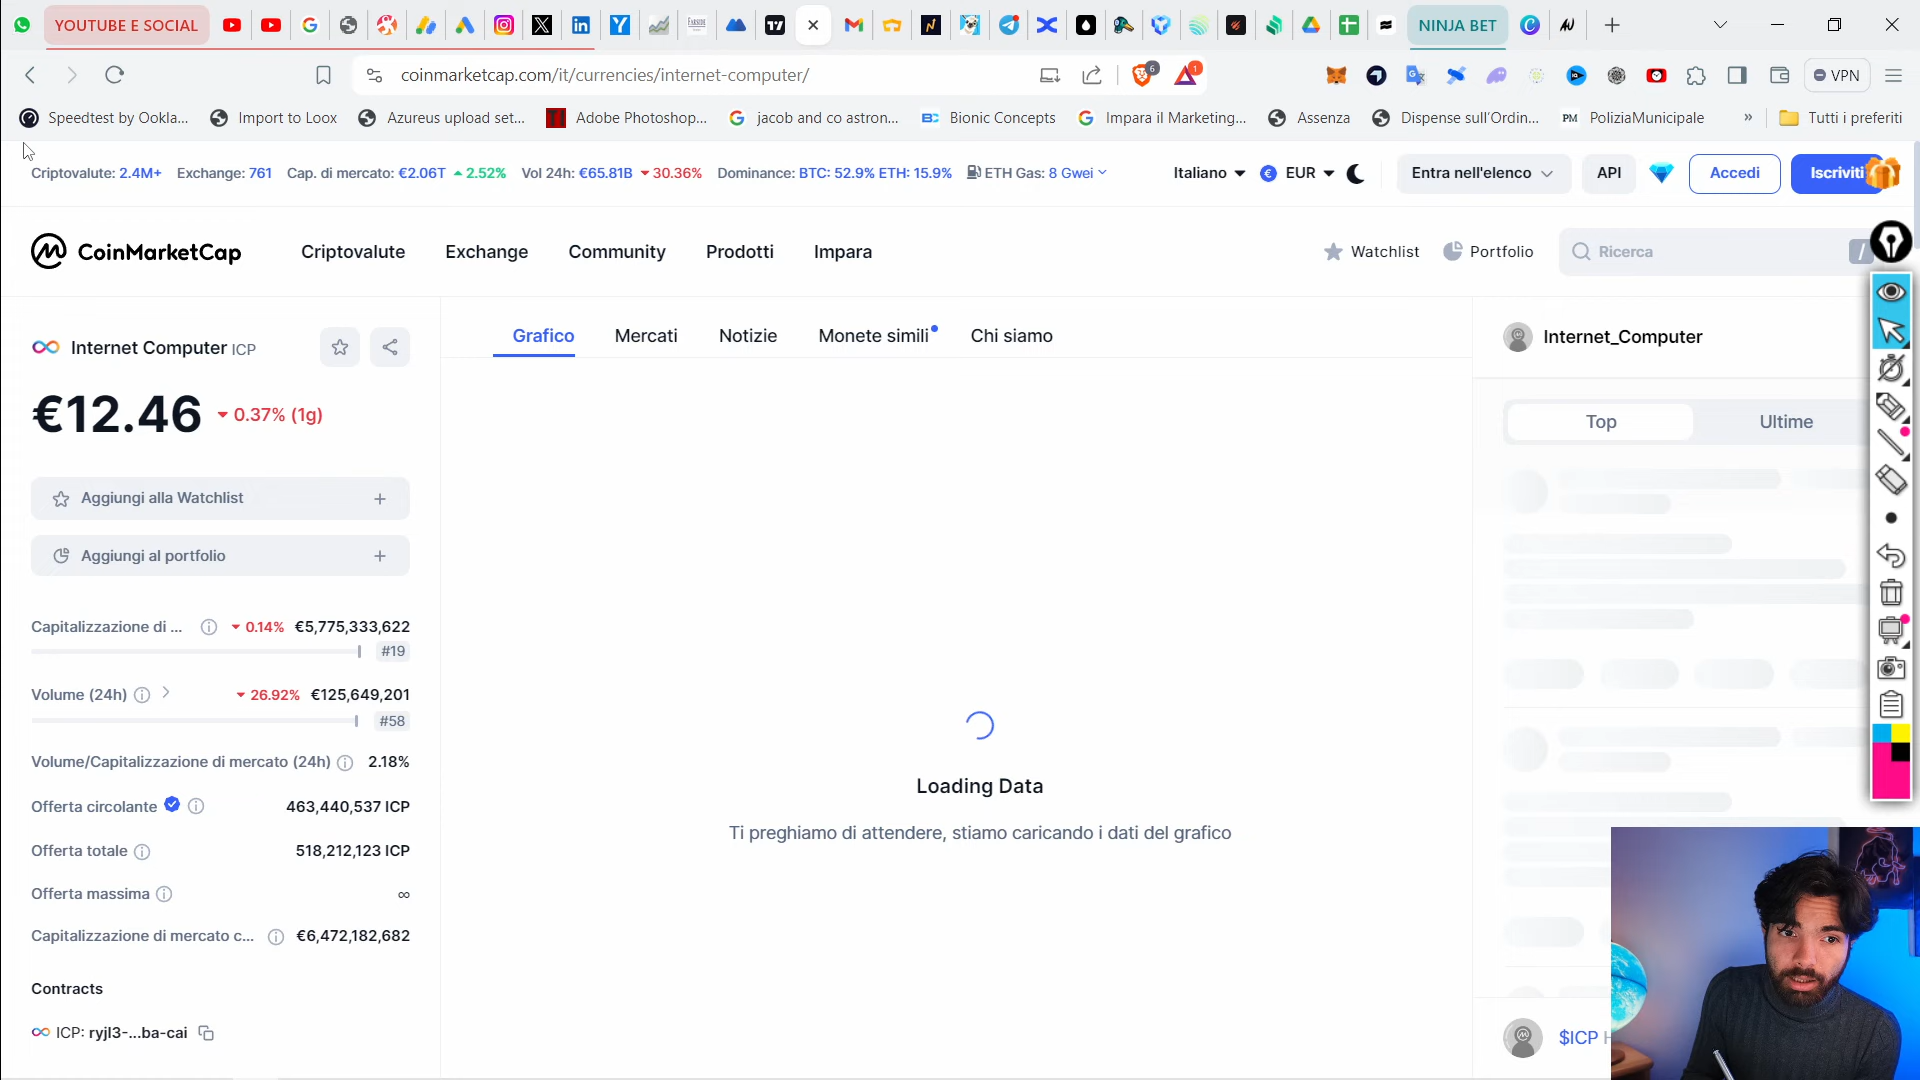 YOUTUBE E SOCIAL
NINJA BET
coinmarketcap.com/it/currencies/internet-computer/
6
1
VPN
Speedtest by Ookla...
Import to Loox
Azureus upload set...
Adobe Photoshop...
jacob and co astron...
Bionic Concepts
Impara il Marketing...
Assenza
Dispense sull'Ordin...
PM PoliziaMunicipale
»
Tutti i preferiti
Criptovalute: 2.4M+ Exchange: 761 Cap. di mercato: €2.06T 2.52% Vol 24h: €65.81B 30.36% Dominance: BTC: 52.9% ETH: 15.9% ETH Gas: 8 Gwei
Italiano EUR Entra nell'elenco API Accedi Iscriviti
CoinMarketCap
Criptovalute Exchange Community Prodotti Impara
Watchlist Portfolio Ricerca /
Internet Computer ICP
€12.46 0.37% (1g)
Aggiungi alla Watchlist +
Aggiungi al portfolio +
Capitalizzazione di ... 0.14% €5,775,333,622
#19
Volume (24h) 26.92% €125,649,201
#58
Volume/Capitalizzazione di mercato (24h) 2.18%
Offerta circolante 463,440,537 ICP
Offerta totale 518,212,123 ICP
Offerta massima ∞
Capitalizzazione di mercato c... €6,472,182,682
Contracts
ICP: ryjl3-...ba-cai
Grafico Mercati Notizie Monete simili Chi siamo
Loading Data
Ti preghiamo di attendere, stiamo caricando i dati del grafico
Internet_Computer
Top Ultime
$ICP H